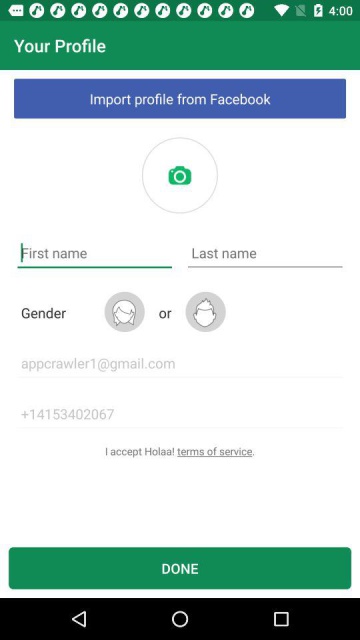 4:00
Your Profile
Import profile from Facebook
First name
Last name
Gender
or
appcrawler1@gmail.com
+14153402067
I accept Holaa! terms of service.
DONE